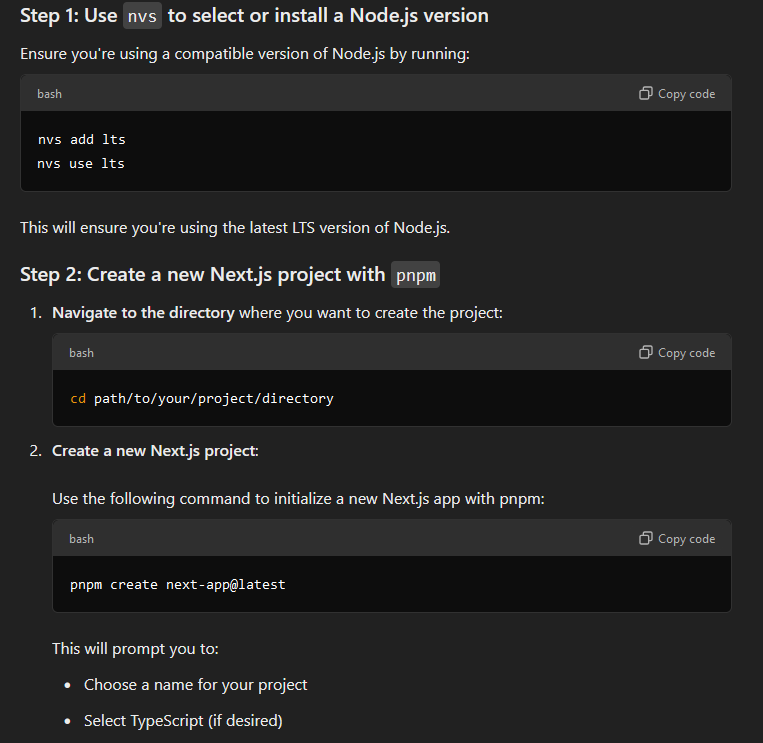 Step 1: Use nvs to select or install a Node.js version
Ensure you're using a compatible version of Node.js by running:
bash
Copy code
nvs add lts
nvs use lts
This will ensure you're using the latest LTS version of Node.js.
Step 2: Create a new Next.js project with pnpm
1. Navigate to the directory where you want to create the project:
bash
Copy code
cd path/to/your/project/directory
2. Create a new Next.js project:
Use the following command to initialize a new Next.js app with pnpm:
bash
Copy code
pnpm create next-app@latest
This will prompt you to:
• Choose a name for your project
• Select TypeScript (if desired)